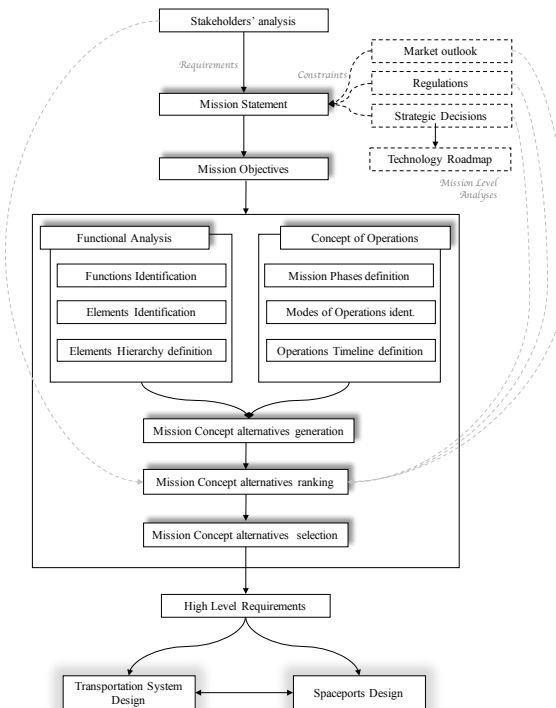 Stakeholders' analysis
Requirements
Market outlook
Constraints
Regulations
Mission Statement
Strategic Decisions
Mission Objectives
Technology Roadmap
Mission Level
Analyses
Functional Analysis
Concept of Operations
Functions Identification
Mission Phases definition
Elements Identification
Modes of Operations ident.
Elements Hierarchy definition
Operations Timeline definition
Mission Concept alternatives generation
Mission Concept alternatives ranking
Mission Concept alternatives selection
High Level Requirements
Transportation System
Design
Spaceports Design